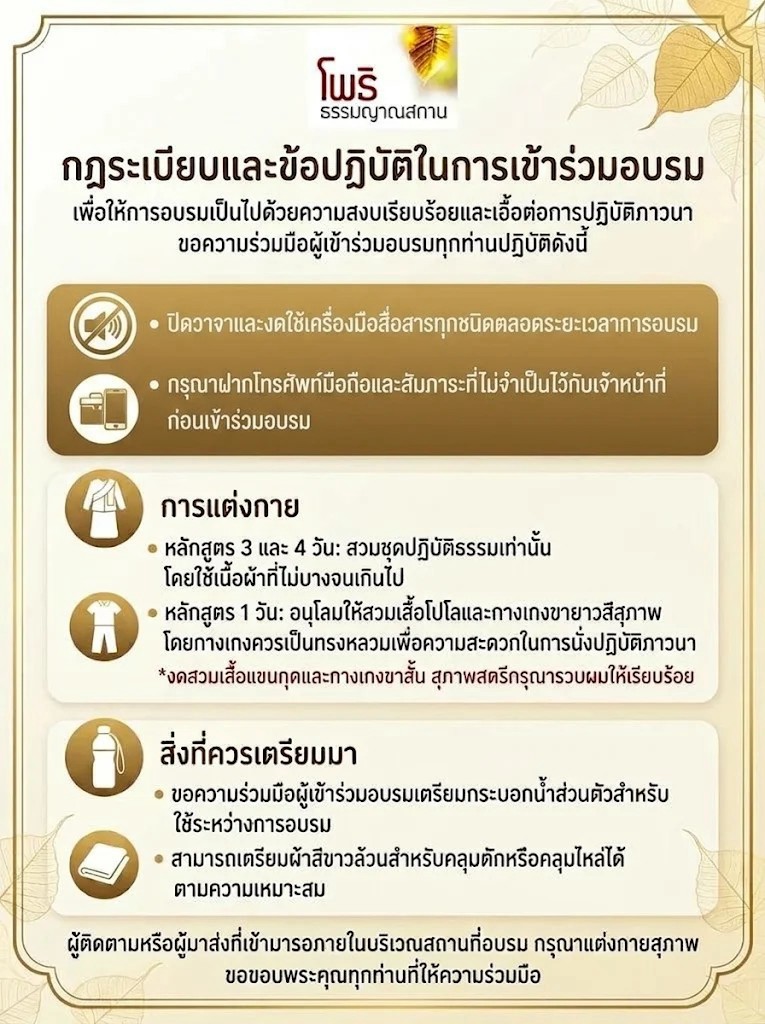 โพธิ
ธรรมญาณสถาน
กฎระเบียบและข้อปฏิบัติในการเข้าร่วมอบรม
เพื่อให้การอบรมเป็นไปด้วยความสงบเรียบร้อยและเอื้อต่อการปฏิบัติภาวนา
ขอความร่วมมือผู้เข้าร่วมอบรมทุกท่านปฏิบัติดังนี้
• ปิดวาจาและงดใช้เครื่องมือสื่อสารทุกชนิดตลอดระยะเวลาการอบรม
• กรุณาฝากโทรศัพท์มือถือและสัมภาระที่ไม่จำเป็นไว้กับเจ้าหน้าที่
ก่อนเข้าร่วมอบรม
การแต่งกาย
• หลักสูตร 3 และ 4 วัน: สวมชุดปฏิบัติธรรมเท่านั้น
โดยใช้เนื้อผ้าที่ไม่บางจนเกินไป
• หลักสูตร 1 วัน: อนุโลมให้สวมเสื้อโปโลและกางเกงขายาวสีสุภาพ
โดยกางเกงควรเป็นทรงหลวมเพื่อความสะดวกในการนั่งปฏิบัติภาวนา
*งดสวมเสื้อแขนกุดและกางเกงขาสั้น สุภาพสตรีกรุณารวบผมให้เรียบร้อย
สิ่งที่ควรเตรียมมา
• ขอความร่วมมือผู้เข้าร่วมอบรมเตรียมกระบอกน้ำส่วนตัวสำหรับ
ใช้ระหว่างการอบรม
• สามารถเตรียมผ้าสีขาวล้วนสำหรับคลุมตักหรือคลุมไหล่ได้
ตามความเหมาะสม
ผู้ติดตามหรือผู้มาส่งที่เข้ามารอภายในบริเวณสถานที่อบรม กรุณาแต่งกายสุภาพ
ขอขอบพระคุณทุกท่านที่ให้ความร่วมมือ